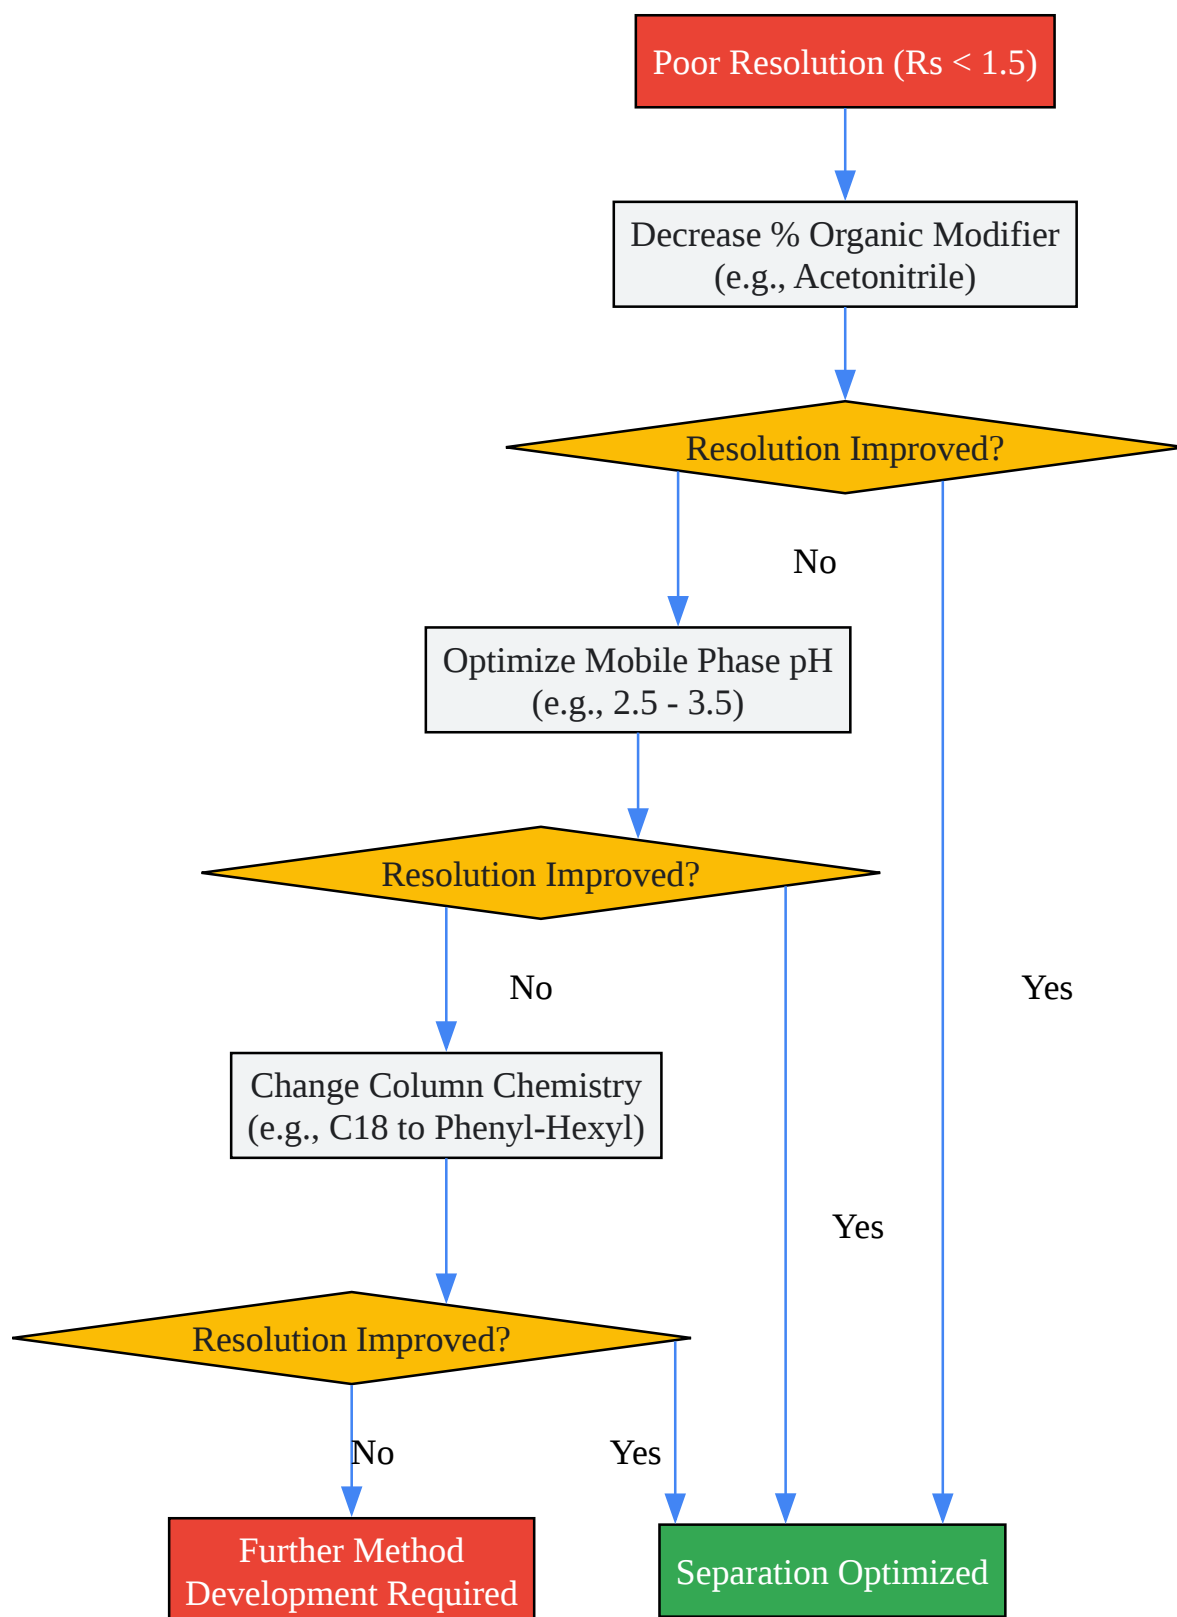 Poor Resolution (Rs < 1.5)
Decrease % Organic Modifier
(e.g., Acetonitrile)
Resolution Improved?
No
Optimize Mobile Phase pH
(e.g., 2.5 - 3.5)
Resolution Improved?
No
Yes
Change Column Chemistry
(e.g., C18 to Phenyl-Hexyl)
Yes
Resolution Improved?
No
Yes
Further Method
Development Required
Separation Optimized